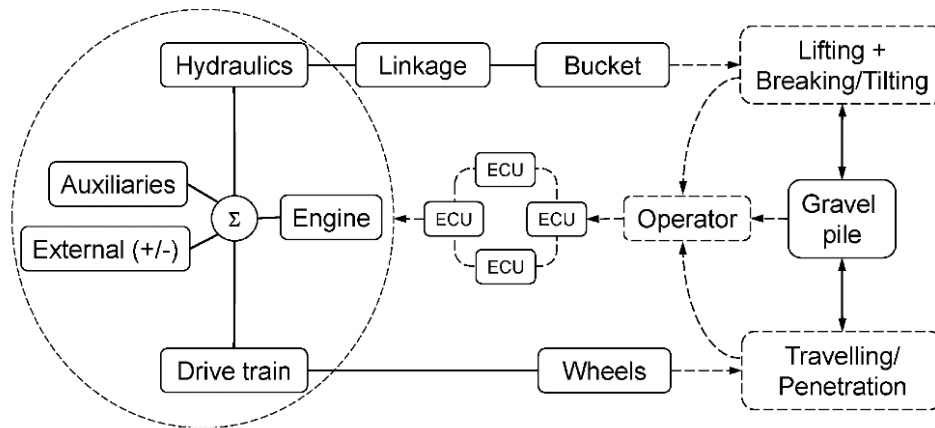 Hydraulics
Linkage
Bucket
Lifting +
Breaking/Tilting
Auxiliaries
External (+/-)
Σ
Engine
ECU
ECU
ECU
ECU
Operator
Gravel
pile
Drive train
Wheels
Travelling/
Penetration